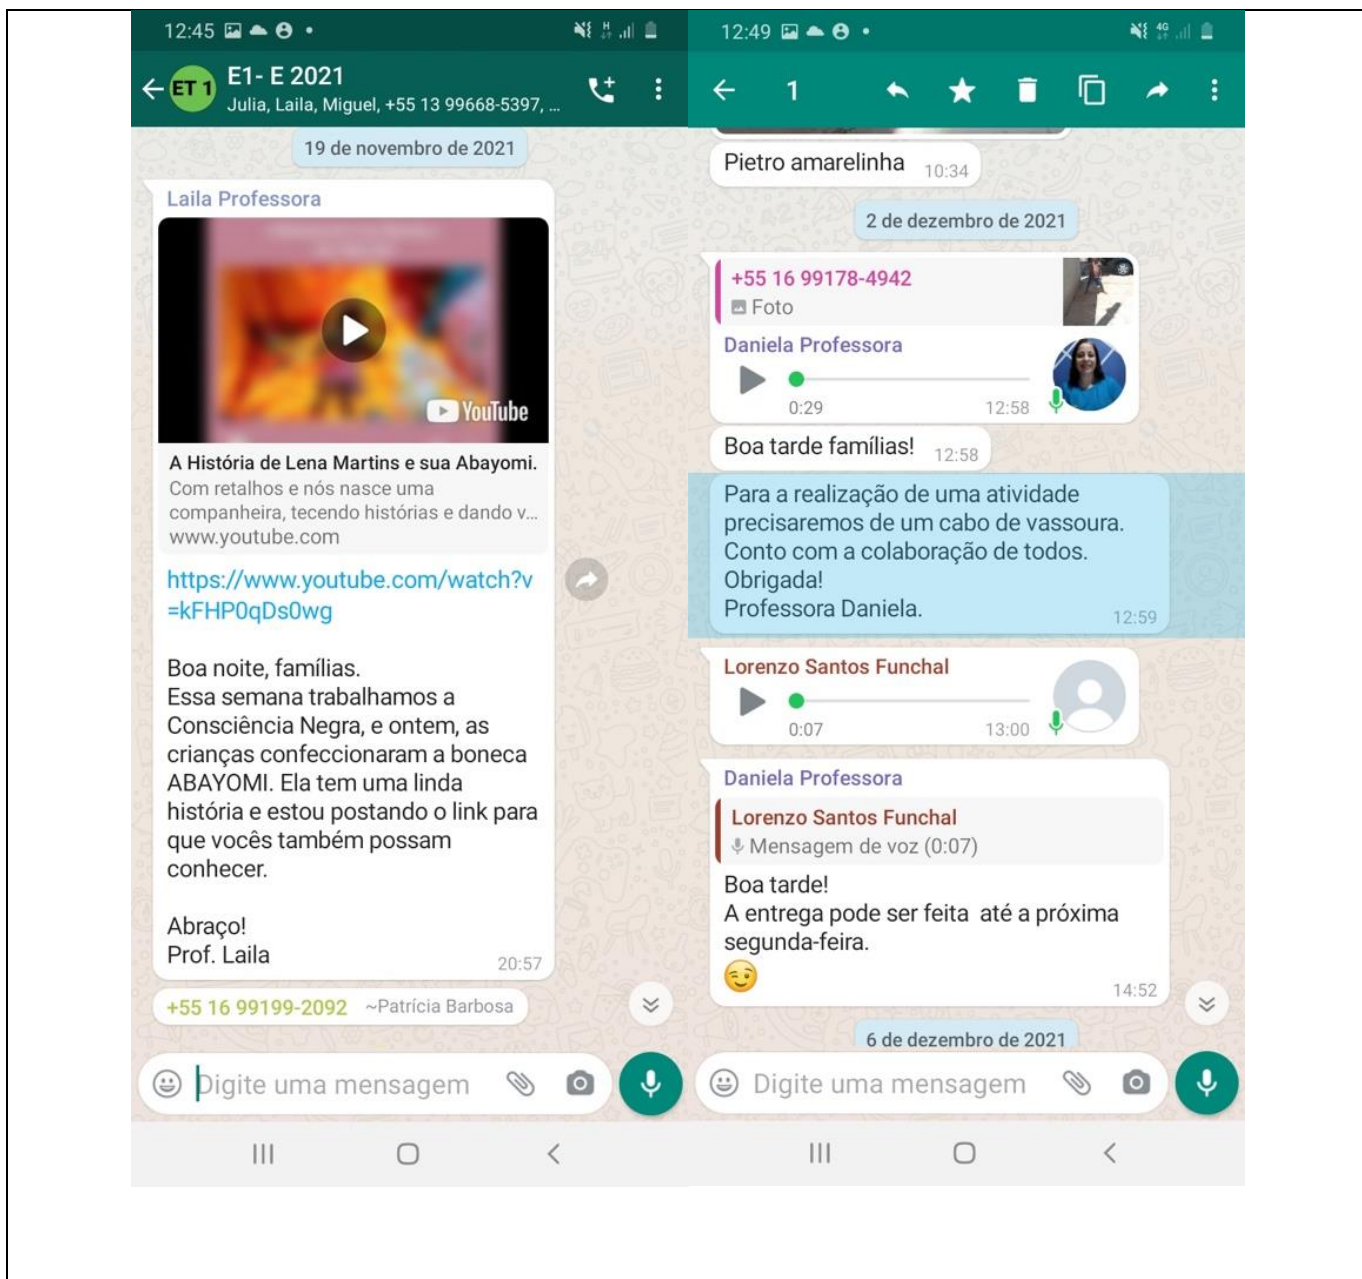 12:45
E1- E 2021
Julia, Laila, Miguel, +55 13 99668-5397, ...
19 de novembro de 2021
Laila Professora
YouTube
A História de Lena Martins e sua Abayomi.
Com retalhos e nós nasce uma
companheira, tecendo histórias e dando v...
www.youtube.com
https://www.youtube.com/watch?v
=kFHP0qDs0wg
Boa noite, famílias.
Essa semana trabalhamos a
Consciência Negra, e ontem, as
crianças confeccionaram a boneca
ABAYOMI. Ela tem uma linda
história e estou postando o link para
que vocês também possam
conhecer.
Abraço!
Prof. Laila
20:57
+55 16 99199-2092 ~Patrícia Barbosa
Digite uma mensagem
12:49
4G
1
Pietro amarelinha 10:34
2 de dezembro de 2021
+55 16 99178-4942
Foto
Daniela Professora
0:29 12:58
Boa tarde famílias! 12:58
Para a realização de uma atividade
precisaremos de um cabo de vassoura.
Conto com a colaboração de todos.
Obrigada!
Professora Daniela.
12:59
Lorenzo Santos Funchal
0:07 13:00
Daniela Professora
Lorenzo Santos Funchal
Mensagem de voz (0:07)
Boa tarde!
A entrega pode ser feita até a próxima
segunda-feira.
14:52
6 de dezembro de 2021
Digite uma mensagem